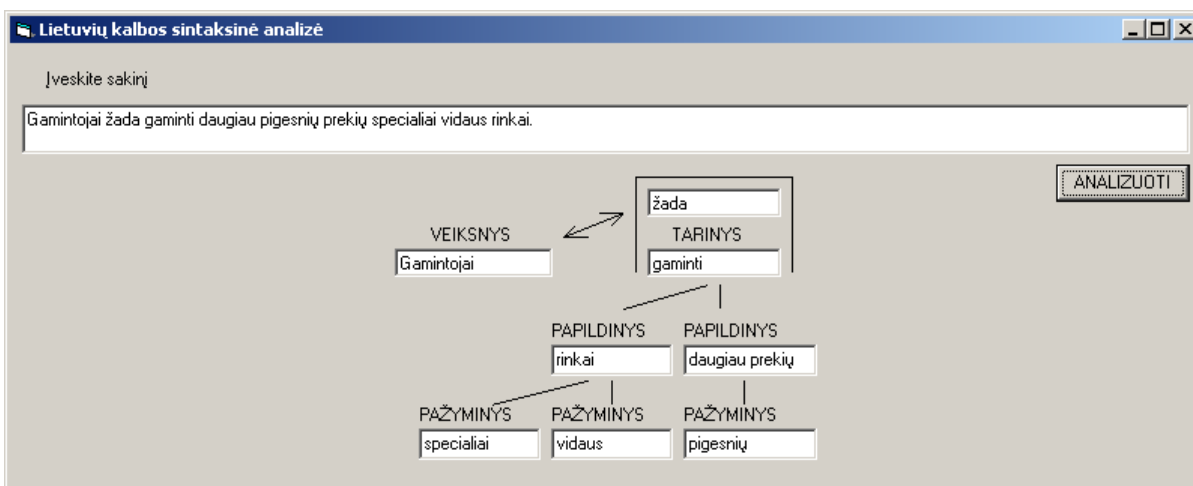 Lietuvių kalbos sintaksinė analizė
Įveskite sakinį
Gamintojai žada gaminti daugiau pigesnių prekių specialiai vidaus rinkai.
ANALIZUOTI
žada
VEIKSNYS TARINYS
Gamintojai gaminti
PAPILDINYS PAPILDINYS
rinkai daugiau prekių
PAŽYMINYS PAŽYMINYS PAŽYMINYS
specialiai vidaus pigesnių